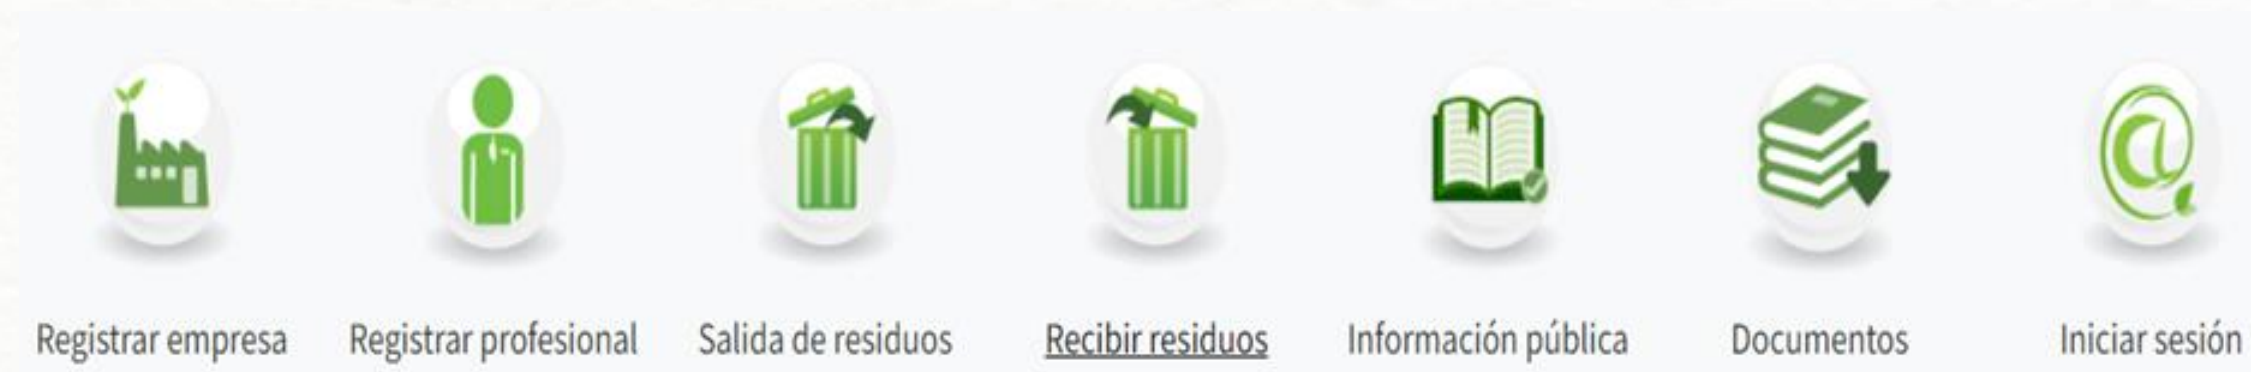 Registrar empresa
Registrar profesional
Salida de residuos
Recibir residuos
Información pública
Documentos
Iniciar sesión